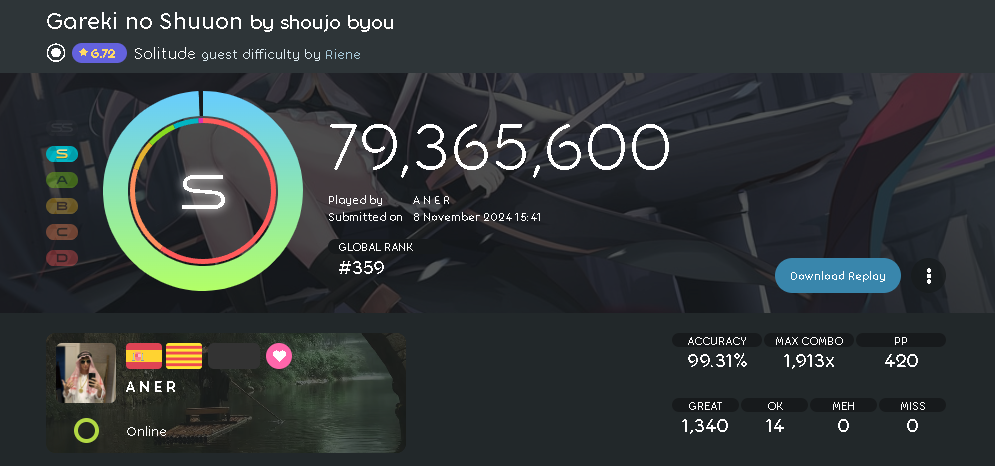 Gareki no Shuuon by shoujo byou
6.72 Solitude guest difficulty by Riene
SS
S
A
B
C
D
S
79,365,600
Played by A N E R
Submitted on 8 November 2024 15:41
GLOBAL RANK
#359
Download Replay
A N E R
Online
ACCURACY MAX COMBO PP
99.31% 1,913x 420
GREAT OK MEH MISS
1,340 14 0 0